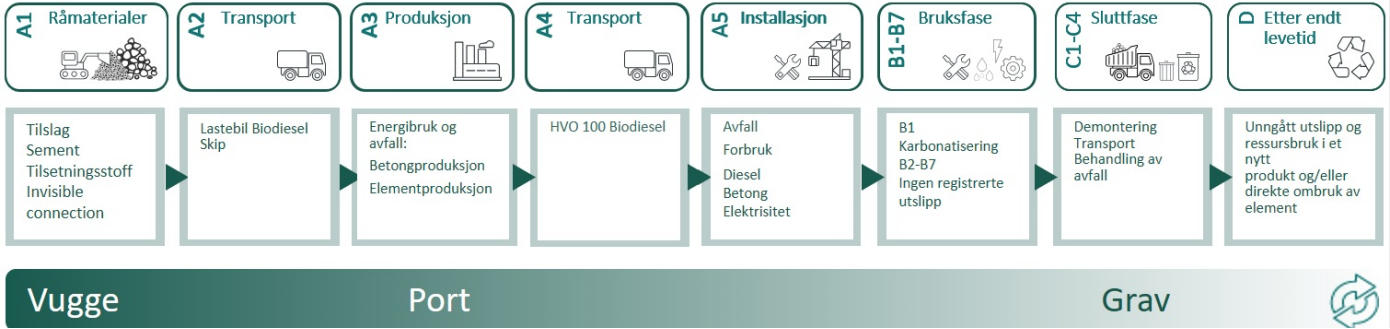 A1 Råmaterialer
A2 Transport
A3 Produksjon
A4 Transport
A5 Installasjon
B1-B7 Bruksfase
C1-C4 Sluttfase
D Etter endt
levetid
Tilslag
Sement
Tilsetningsstoff
Invisible
connection
Lastebil Biodiesel
Skip
Energibruk og
avfall:
Betongproduksjon
Elementproduksjon
HVO 100 Biodiesel
Avfall
Forbruk
Diesel
Betong
Elektrisitet
B1
Karbonatisering
B2-B7
Ingen registrerte
utslipp
Demontering
Transport
Behandling av
avfall
Unngått utslipp og
ressursbruk i et
nytt
produkt og/eller
direkte ombruk av
element
Vugge
Port
Grav